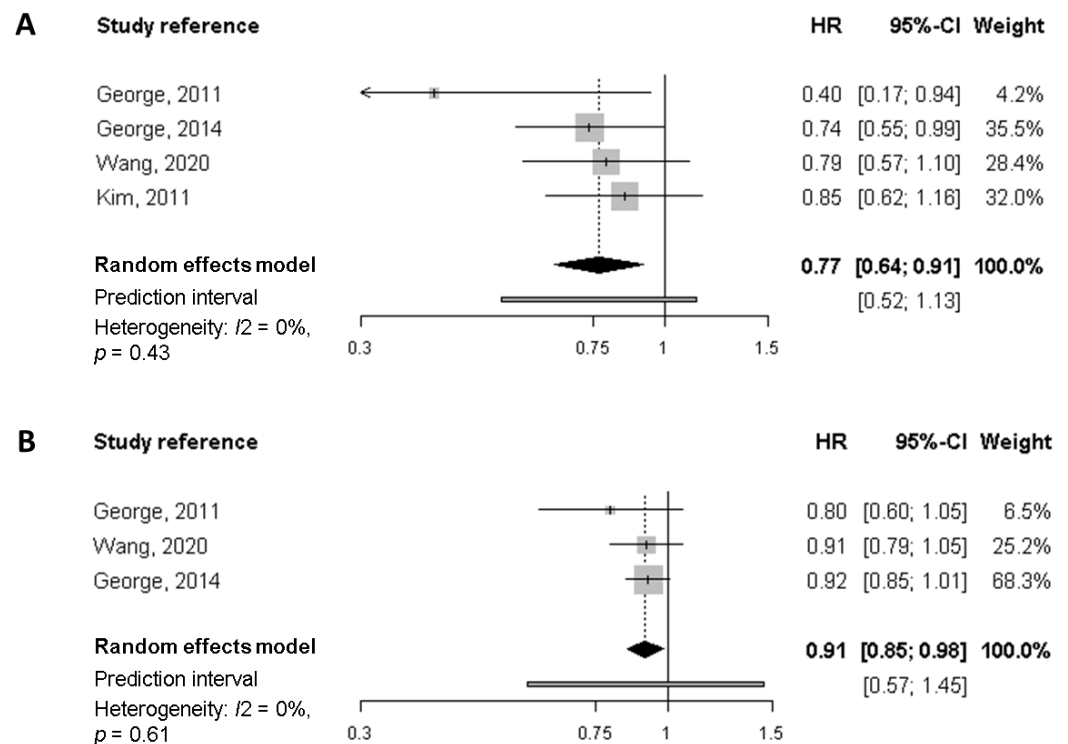 A
Study reference HR 95%-CI Weight
George, 2011 0.40 [0.17; 0.94] 4.2%
George, 2014 0.74 [0.55; 0.99] 35.5%
Wang, 2020 0.79 [0.57; 1.10] 28.4%
Kim, 2011 0.85 [0.62; 1.16] 32.0%
Random effects model 0.77 [0.64; 0.91] 100.0%
Prediction interval [0.52; 1.13]
Heterogeneity: I2 = 0%,
p = 0.43
0.3 0.75 1 1.5
B
Study reference HR 95%-CI Weight
George, 2011 0.80 [0.60; 1.05] 6.5%
Wang, 2020 0.91 [0.79; 1.05] 25.2%
George, 2014 0.92 [0.85; 1.01] 68.3%
Random effects model 0.91 [0.85; 0.98] 100.0%
Prediction interval [0.57; 1.45]
Heterogeneity: I2 = 0%,
p = 0.61
0.3 0.75 1 1.5